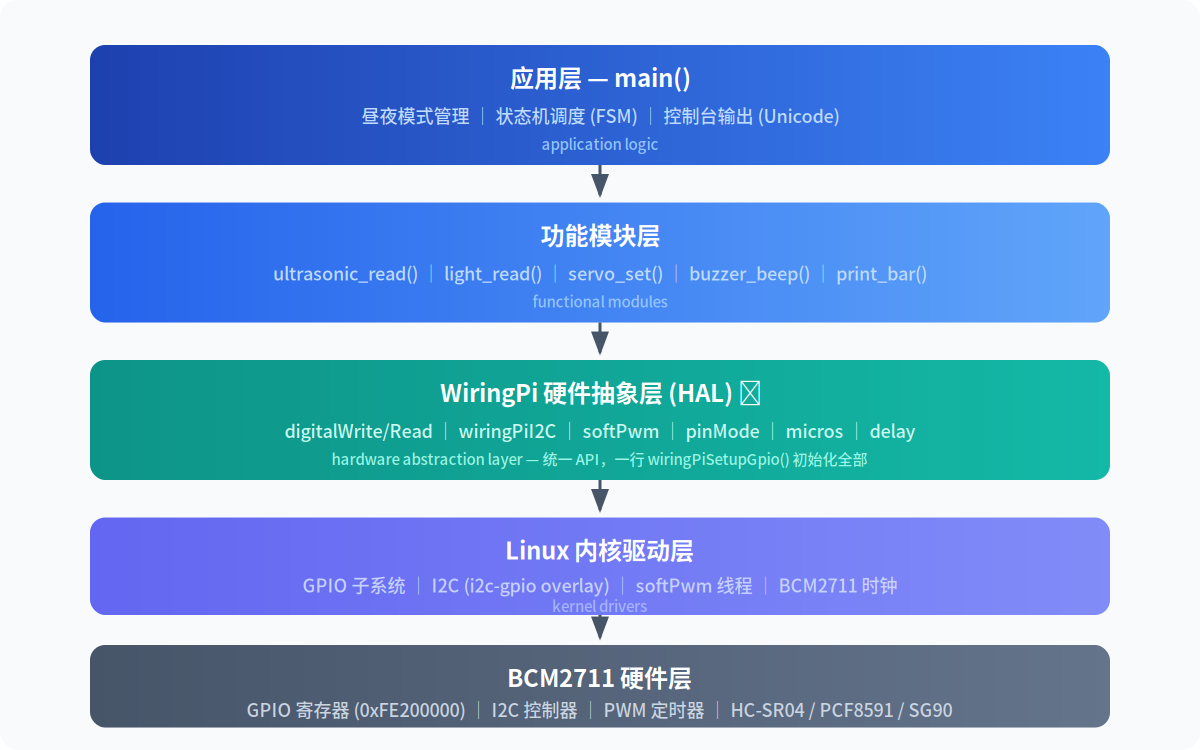 应用层 — main()
昼夜模式管理 │ 状态机调度 (FSM) │ 控制台输出 (Unicode)
application logic
功能模块层
ultrasonic_read() │ light_read() │ servo_set() │ buzzer_beep() │ print_bar()
functional modules
WiringPi 硬件抽象层 (HAL)
digitalWrite/Read │ wiringPiI2C │ softPwm │ pinMode │ micros │ delay
hardware abstraction layer — 统一 API，一行 wiringPiSetupGpio() 初始化全部
Linux 内核驱动层
GPIO 子系统 │ I2C (i2c-gpio overlay) │ softPwm 线程 │ BCM2711 时钟
kernel drivers
BCM2711 硬件层
GPIO 寄存器 (0xFE200000) │ I2C 控制器 │ PWM 定时器 │ HC-SR04 / PCF8591 / SG90